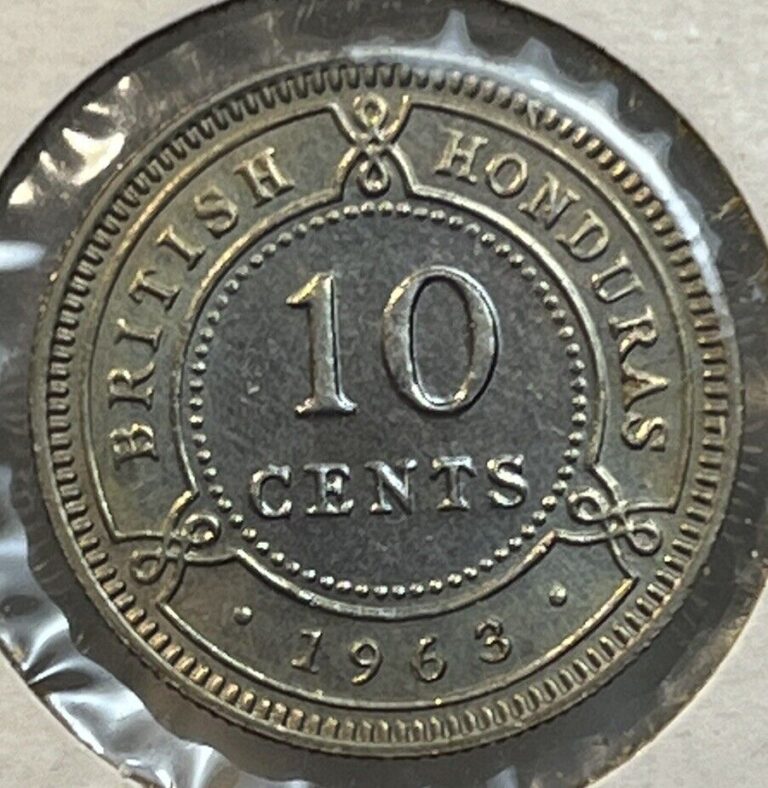 BRITISH HONDURAS
10
CENTS
• 1963 •